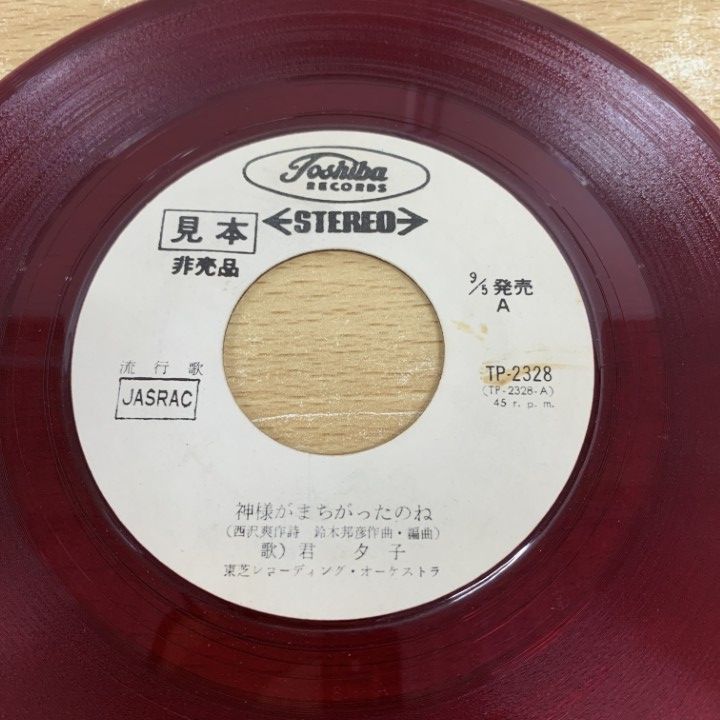 Toshiba
RECORDS
STEREO
見本
非売品
9/5発売
A
流行歌
JASRAC
TP-2328
(TP-2328-A)
45 r.p.m.
神様がまちがったのね
(西沢爽作詩 鈴木邦彦作曲・編曲)
歌)君 夕子
東芝レコーディング・オーケストラ